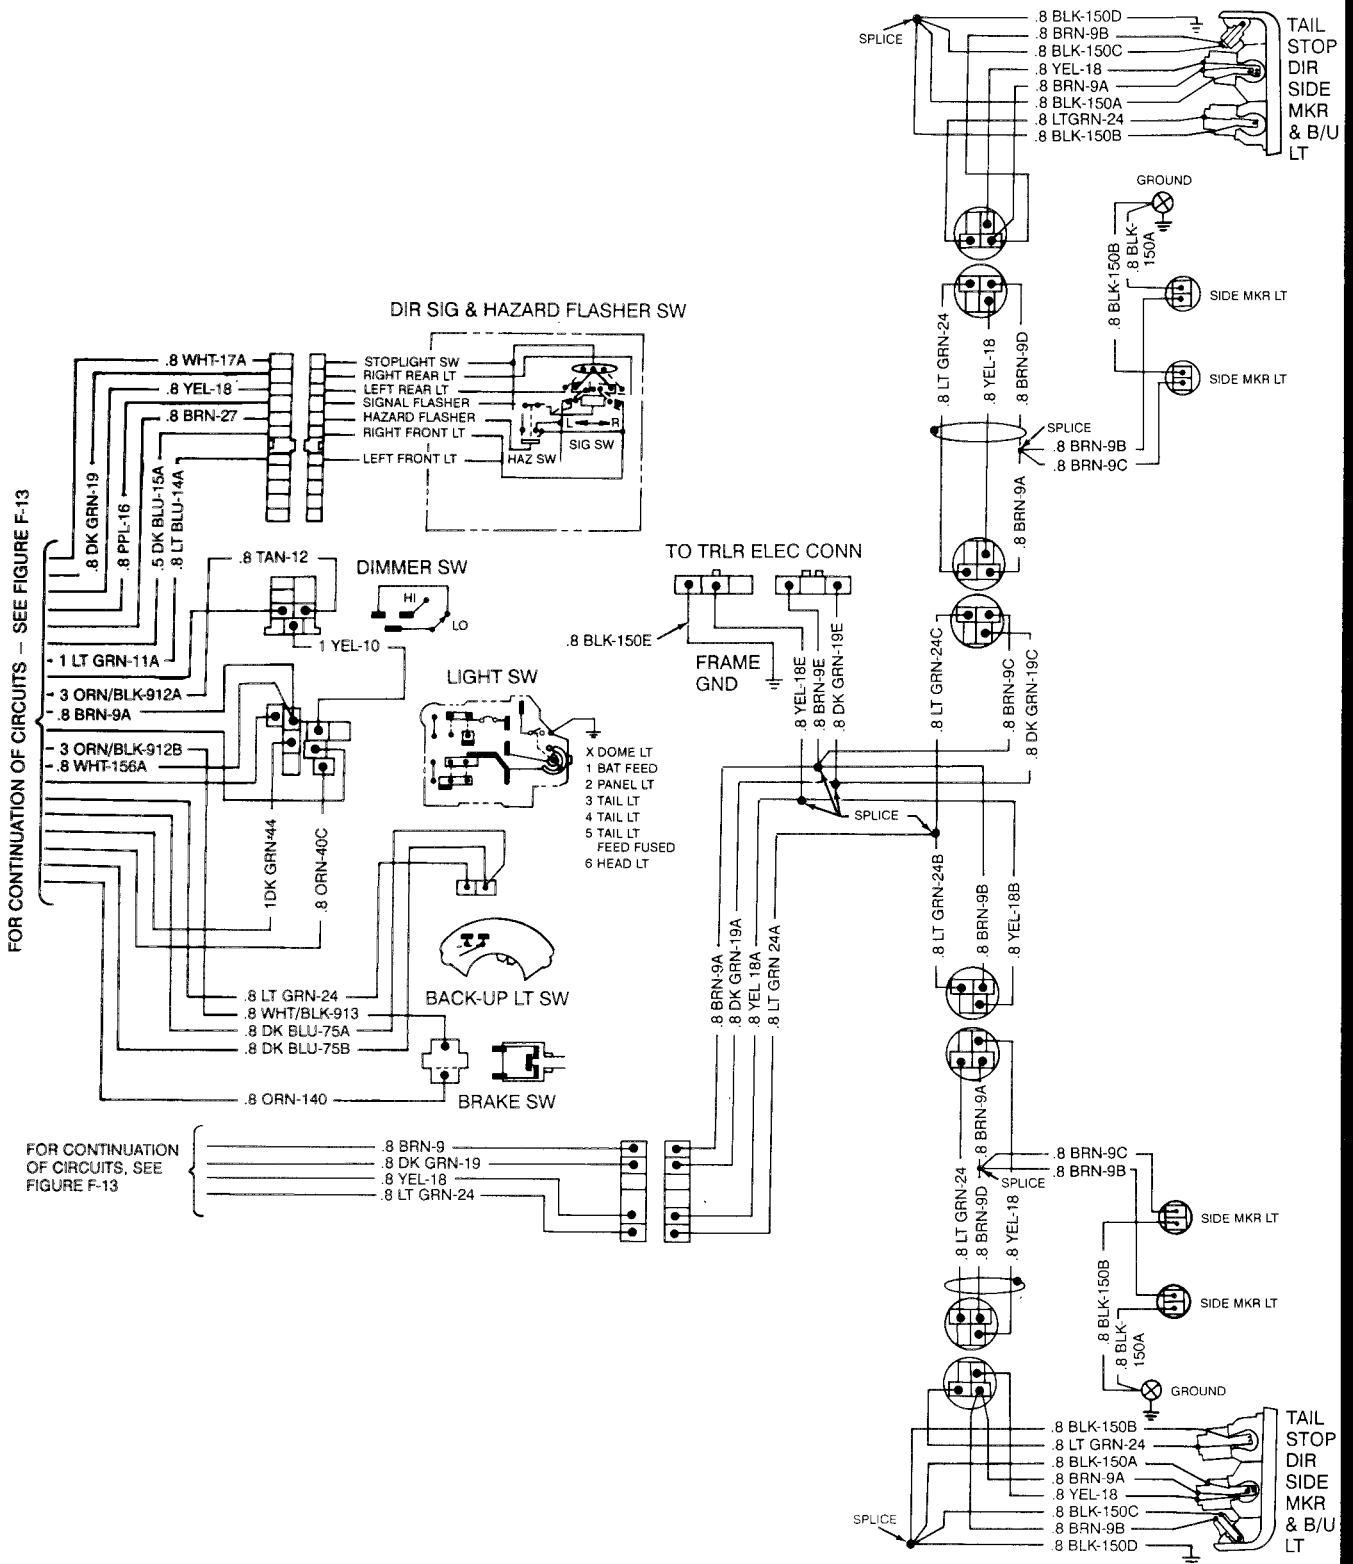 .8 BLK-150D
.8 BRN-9B
.8 BLK-150C
.8 YEL-18
.8 BRN-9A
.8 BLK-150A
.8 LTGRN-24
.8 BLK-150B
SPLICE
TAIL
STOP
DIR
SIDE
MKR
& B/U
LT
GROUND
.8 BLK-150B
.8 BLK-
150A
SIDE MKR LT
SIDE MKR LT
.8 LT GRN-24
.8 YEL-18
.8 BRN-9D
SPLICE
.8 BRN-9B
.8 BRN-9C
.8 BRN-9A
DIR SIG & HAZARD FLASHER SW
STOPLIGHT SW
RIGHT REAR LT
LEFT REAR LT
SIGNAL FLASHER
HAZARD FLASHER
RIGHT FRONT LT
LEFT FRONT LT
L
R
SIG SW
HAZ SW
.8 WHT-17A
.8 YEL-18
.8 BRN-27
.8 DK GRN-19
.8 PPL-16
.5 DK BLU-15A
.8 LT BLU-14A
FOR CONTINUATION OF CIRCUITS – SEE FIGURE F-13
.8 TAN-12
1 YEL-10
1 LT GRN-11A
3 ORN/BLK-912A
.8 BRN-9A
3 ORN/BLK-912B
.8 WHT-156A
DIMMER SW
HI
LO
LIGHT SW
X DOME LT
1 BAT FEED
2 PANEL LT
3 TAIL LT
4 TAIL LT
5 TAIL LT
FEED FUSED
6 HEAD LT
1DK GRN-44
.8 ORN-40C
TO TRLR ELEC CONN
.8 BLK-150E
FRAME
GND
.8 YEL-18E
.8 BRN-9E
.8 DK GRN-19E
.8 LT GRN-24C
.8 BRN-9C
.8 DK GRN-19C
SPLICE
.8 LT GRN-24B
.8 BRN-9B
.8 YEL-18B
.8 BRN-9A
.8 DK GRN-19A
.8 YEL 18A
.8 LT GRN 24A
BACK-UP LT SW
.8 LT GRN-24
.8 WHT/BLK-913
.8 DK BLU-75A
.8 DK BLU-75B
.8 ORN-140
BRAKE SW
FOR CONTINUATION
OF CIRCUITS, SEE
FIGURE F-13
.8 BRN-9
.8 DK GRN-19
.8 YEL-18
.8 LT GRN-24
.8 BRN-9A
.8 LT GRN-24
.8 BRN-9D
.8 YEL-18
SPLICE
.8 BRN-9C
.8 BRN-9B
SIDE MKR LT
SIDE MKR LT
.8 BLK-150B
.8 BLK-
150A
GROUND
.8 BLK-150B
.8 LT GRN-24
.8 BLK-150A
.8 BRN-9A
.8 YEL-18
.8 BLK-150C
.8 BRN-9B
.8 BLK-150D
SPLICE
TAIL
STOP
DIR
SIDE
MKR
& B/U
LT